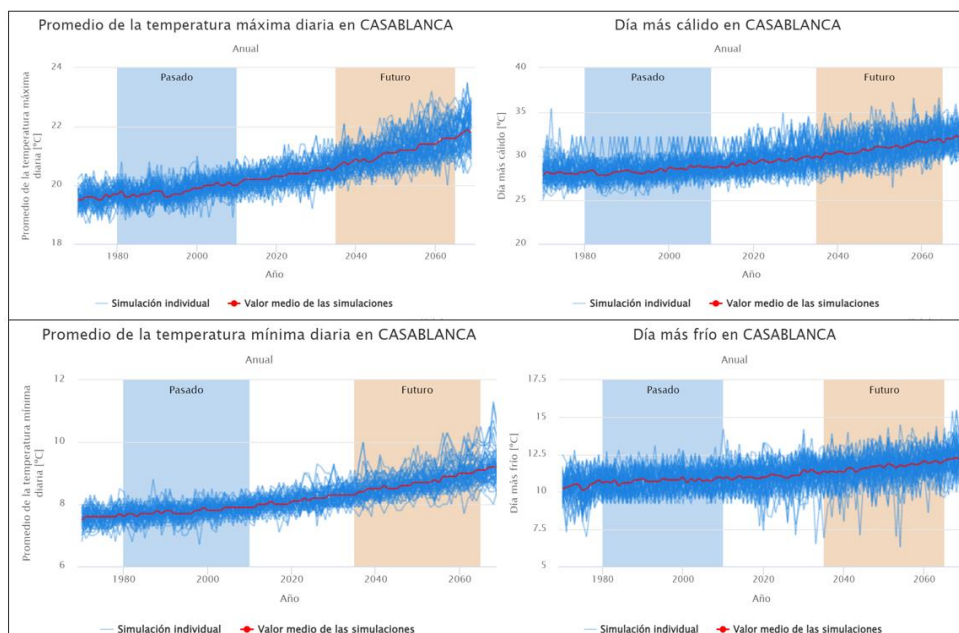 Promedio de la temperatura máxima diaria en CASABLANCA
Anual
24
22
20
18
Promedio de la temperatura máxima
diaria [°C]
Pasado
Futuro
1980
2000
2020
2040
2060
Año
Simulación individual
Valor medio de las simulaciones
Día más cálido en CASABLANCA
Anual
40
35
30
25
20
Día más cálido [°C]
Pasado
Futuro
1980
2000
2020
2040
2060
Año
Simulación individual
Valor medio de las simulaciones
Promedio de la temperatura mínima diaria en CASABLANCA
Anual
12
10
8
6
Promedio de la temperatura mínima
diaria [°C]
Pasado
Futuro
1980
2000
2020
2040
2060
Año
Simulación individual
Valor medio de las simulaciones
Día más frío en CASABLANCA
Anual
17.5
15
12.5
10
7.5
5
Día más frío [°C]
Pasado
Futuro
1980
2000
2020
2040
2060
Año
Simulación individual
Valor medio de las simulaciones